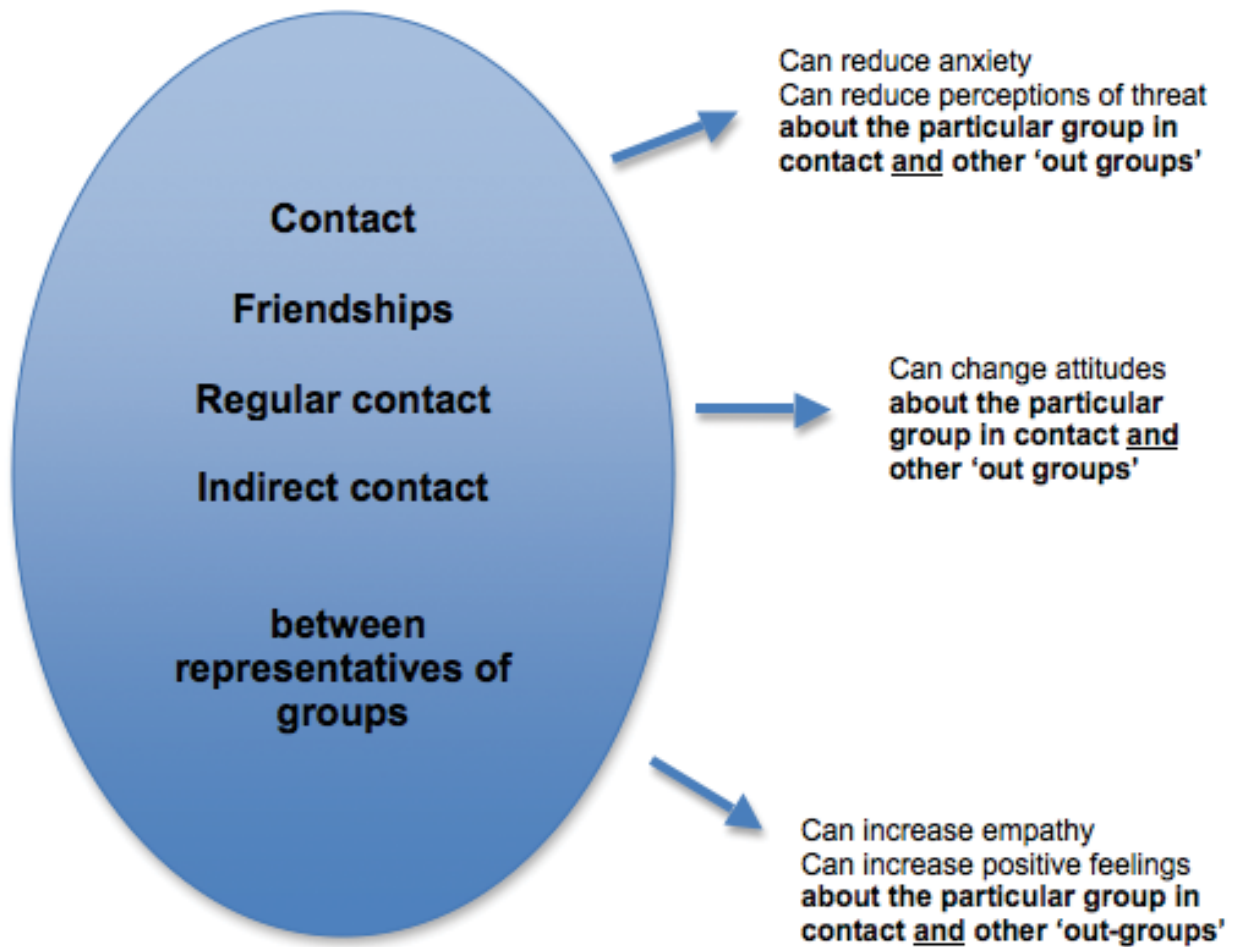 Contact
Friendships
Regular contact
Indirect contact
between
representatives of
groups
Can reduce anxiety
Can reduce perceptions of threat
about the particular group in
contact and other ‘out groups’
Can change attitudes
about the particular
group in contact and
other ‘out groups’
Can increase empathy
Can increase positive feelings
about the particular group in
contact and other ‘out-groups’